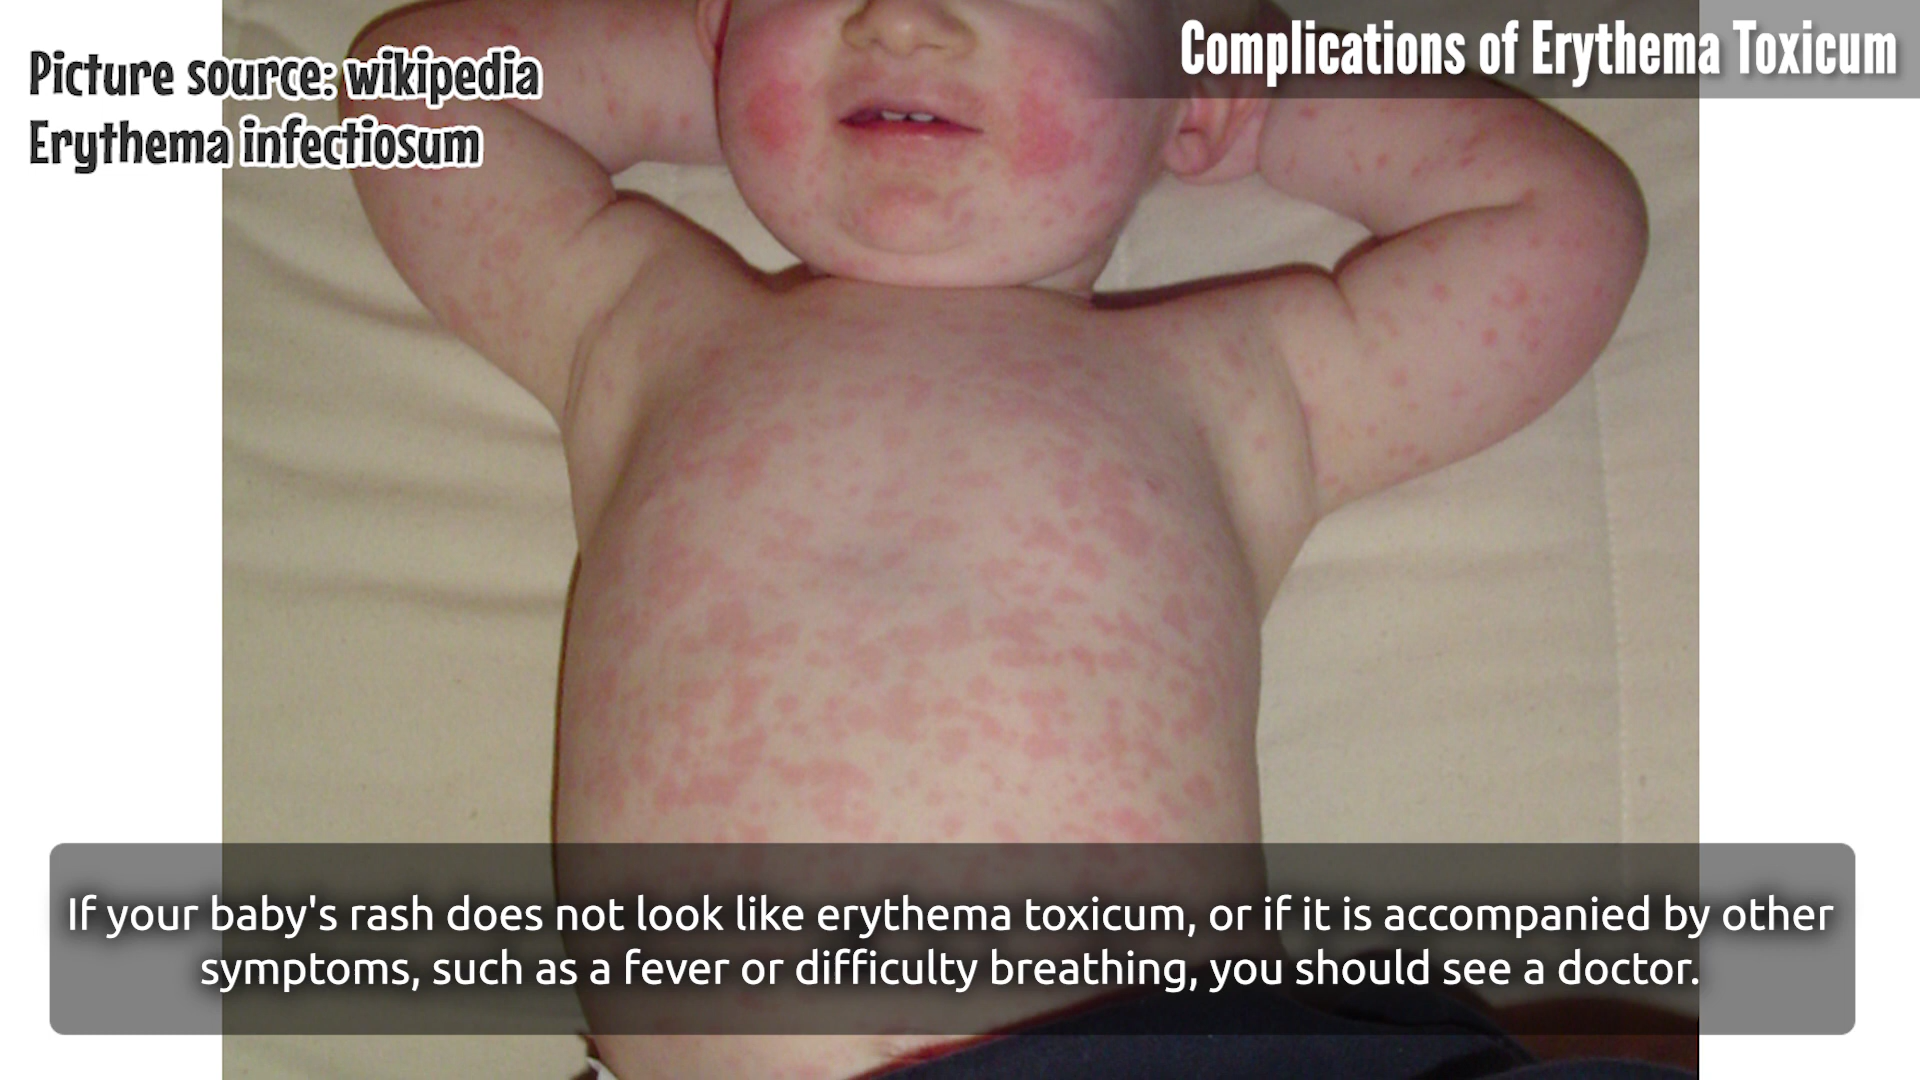 Picture source: wikipedia
Erythema infectiosum
Complications of Erythema Toxicum
If your baby's rash does not look like erythema toxicum, or if it is accompanied by other
symptoms, such as a fever or difficulty breathing, you should see a doctor.